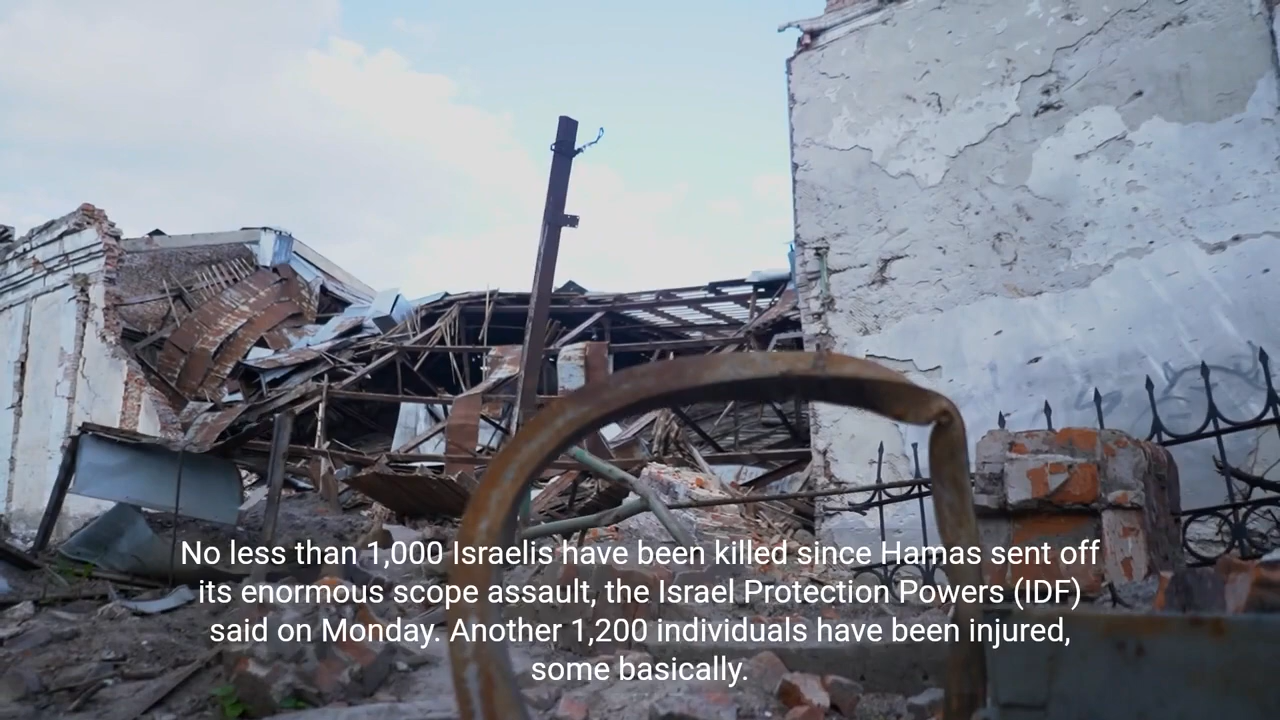 No less than 1,000 Israelis have been killed since Hamas sent off
its enormous scope assault, the Israel Protection Powers (IDF)
said on Monday. Another 1,200 individuals have been injured,
some basically.